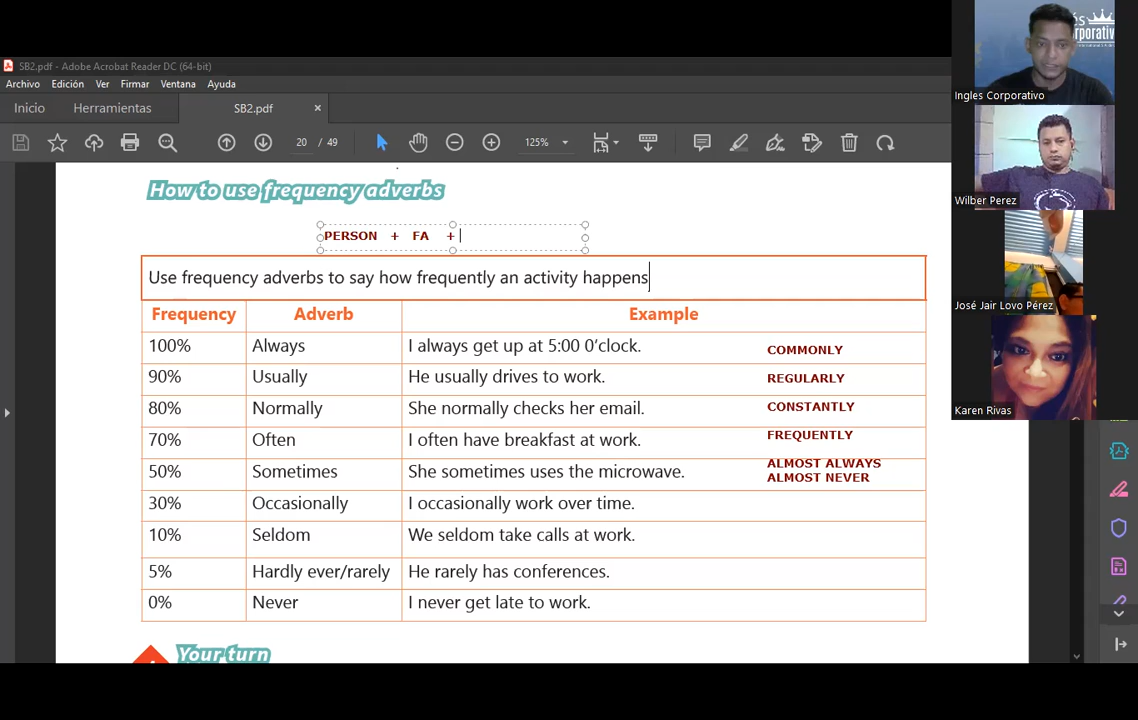 SB2.pdf - Adobe Acrobat Reader DC (64-bit)
Archivo Edición Ver Firmar Ventana Ayuda
Inicio Herramientas SB2.pdf ×
20 / 49 125%
How to use frequency adverbs
PERSON + FA +
Use frequency adverbs to say how frequently an activity happens
Frequency Adverb Example
100% Always I always get up at 5:00 0’clock. COMMONLY
90% Usually He usually drives to work. REGULARLY
80% Normally She normally checks her email. CONSTANTLY
70% Often I often have breakfast at work. FREQUENTLY
50% Sometimes She sometimes uses the microwave. ALMOST ALWAYS
ALMOST NEVER
30% Occasionally I occasionally work over time.
10% Seldom We seldom take calls at work.
5% Hardly ever/rarely He rarely has conferences.
0% Never I never get late to work.
Your turn
Ingles Corporativo
Wilber Perez
José Jair Lovo Pérez
Karen Rivas